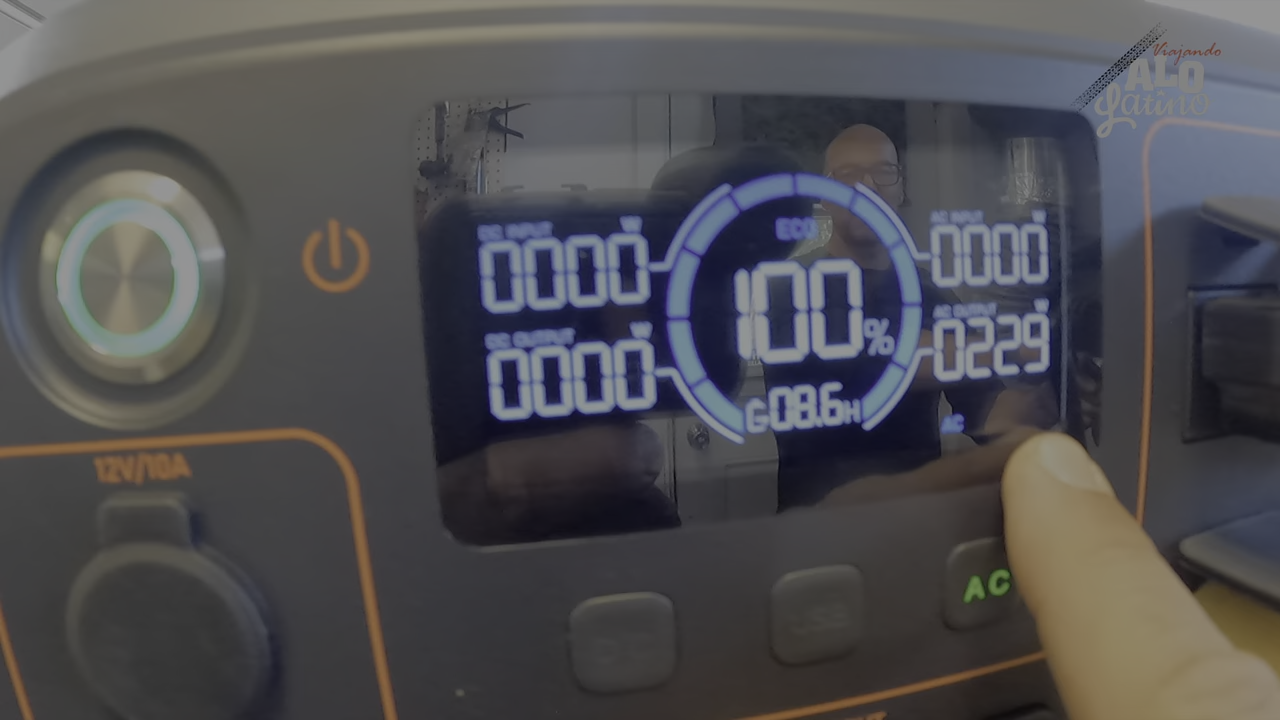 Viajando
ALO
Latino
DC INPUT W
0000
DC OUTPUT W
0000
ECO
100%
08.6H
AC INPUT W
0000
AC OUTPUT W
0229
AC
12V/10A
AC